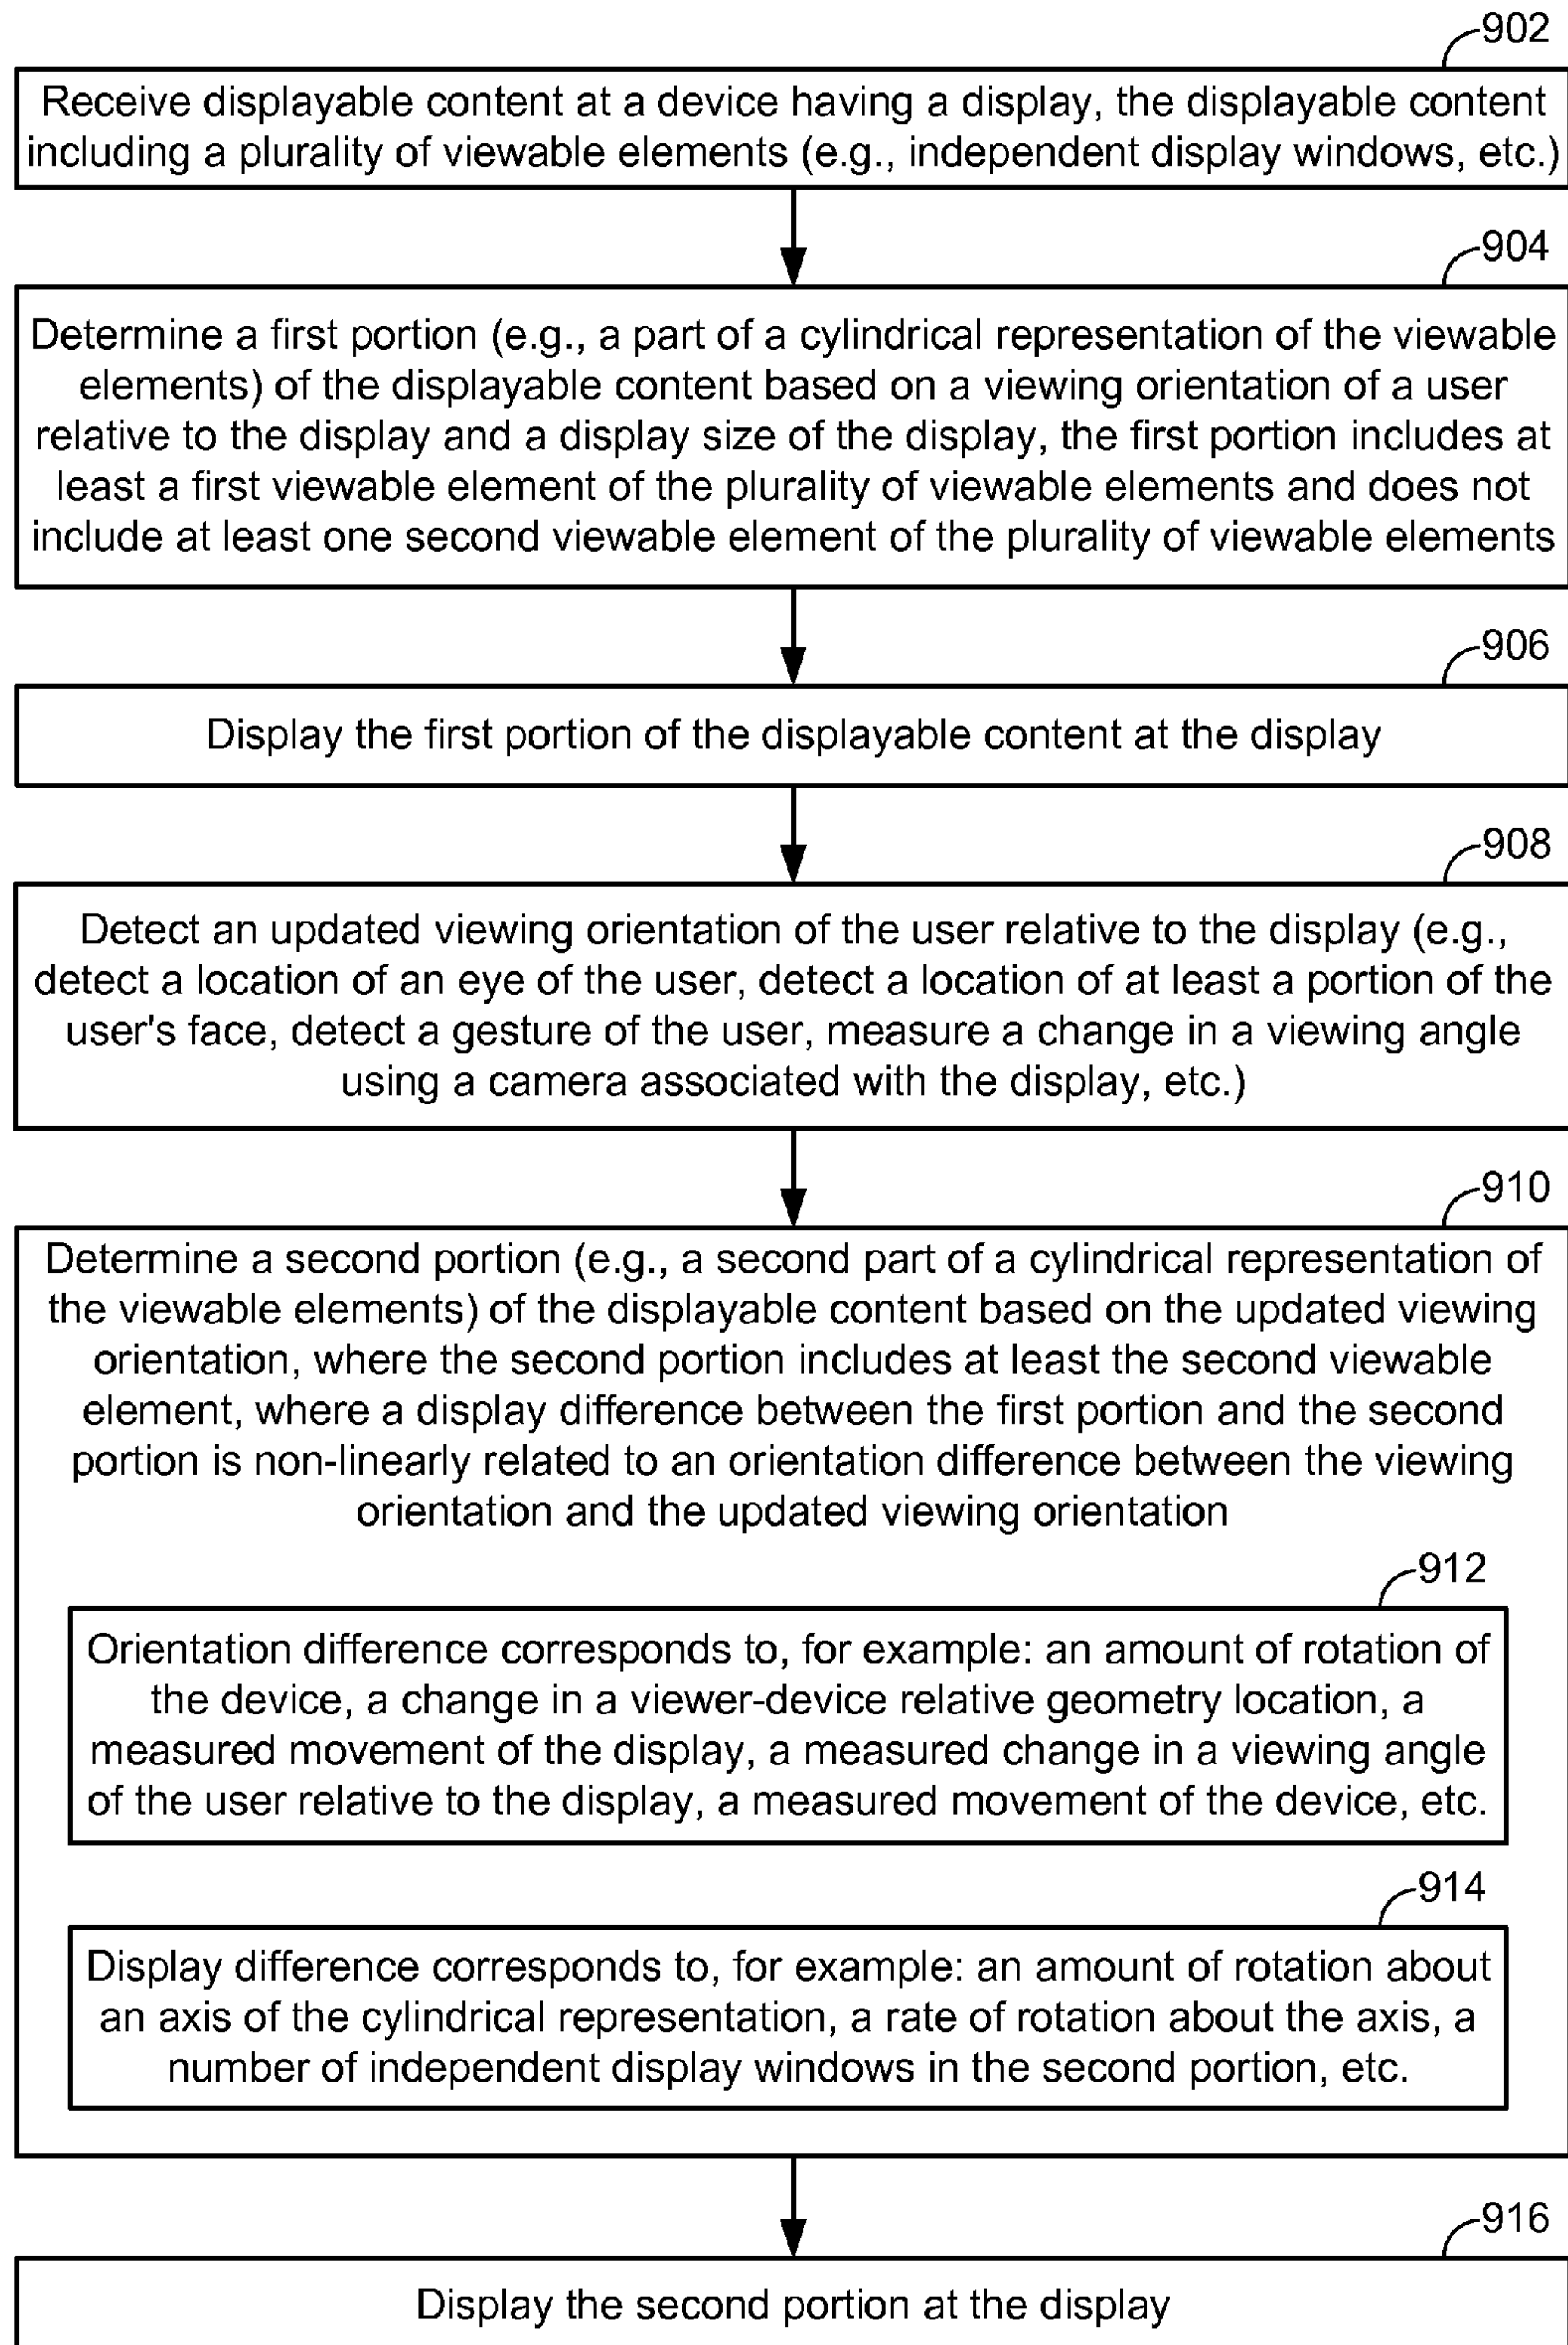 902
Receive displayable content at a device having a display, the displayable content
including a plurality of viewable elements (e.g., independent display windows, etc.)
904
Determine a first portion (e.g., a part of a cylindrical representation of the viewable
elements) of the displayable content based on a viewing orientation of a user
relative to the display and a display size of the display, the first portion includes at
least a first viewable element of the plurality of viewable elements and does not
include at least one second viewable element of the plurality of viewable elements
906
Display the first portion of the displayable content at the display
908
Detect an updated viewing orientation of the user relative to the display (e.g.,
detect a location of an eye of the user, detect a location of at least a portion of the
user's face, detect a gesture of the user, measure a change in a viewing angle
using a camera associated with the display, etc.)
910
Determine a second portion (e.g., a second part of a cylindrical representation of
the viewable elements) of the displayable content based on the updated viewing
orientation, where the second portion includes at least the second viewable
element, where a display difference between the first portion and the second
portion is non-linearly related to an orientation difference between the viewing
orientation and the updated viewing orientation
912
Orientation difference corresponds to, for example: an amount of rotation of
the device, a change in a viewer-device relative geometry location, a
measured movement of the display, a measured change in a viewing angle
of the user relative to the display, a measured movement of the device, etc.
914
Display difference corresponds to, for example: an amount of rotation about
an axis of the cylindrical representation, a rate of rotation about the axis, a
number of independent display windows in the second portion, etc.
916
Display the second portion at the display